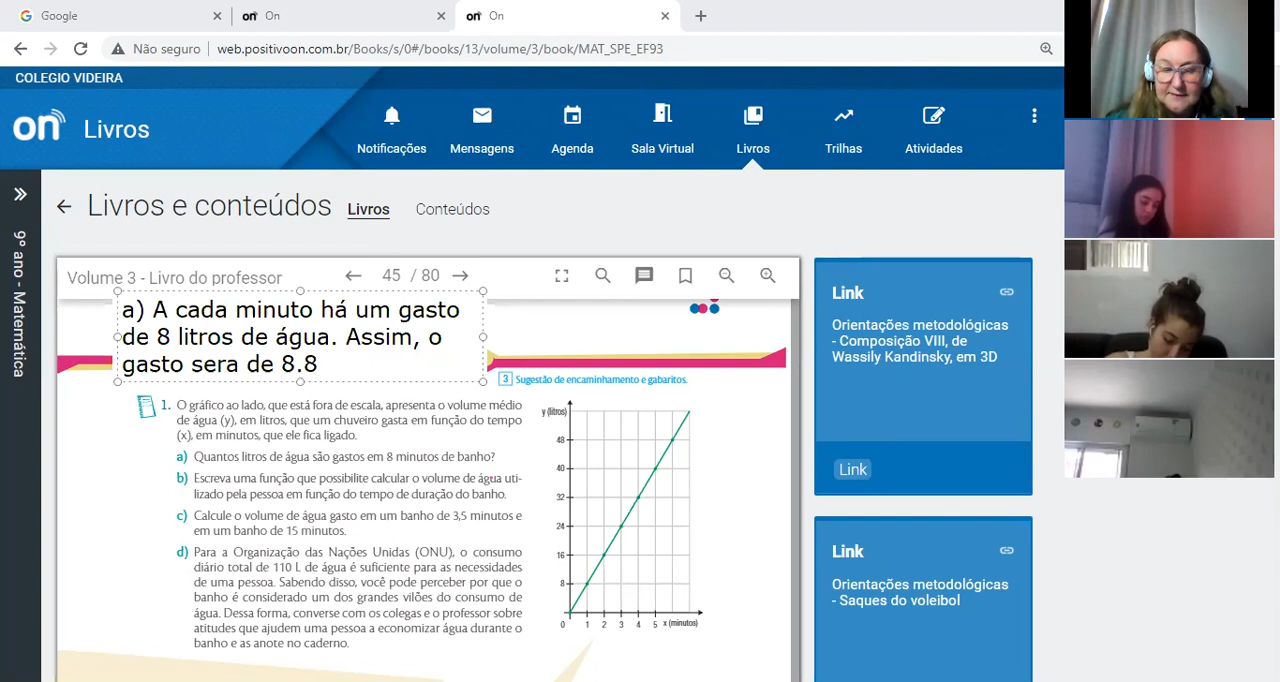 Google
On
On
Não seguro
web.positivoon.com.br/Books/s/0#/books/13/volume/3/book/MAT_SPE_EF93
COLEGIO VIDEIRA
on
Livros
Notificações
Mensagens
Agenda
Sala Virtual
Livros
Trilhas
Atividades
9º ano - Matemática
Livros e conteúdos
Livros
Conteúdos
Volume 3 - Livro do professor
45 / 80
a) A cada minuto há um gasto
de 8 litros de água. Assim, o
gasto sera de 8.8
3 Sugestão de encaminhamento e gabaritos.
1. O gráfico ao lado, que está fora de escala, apresenta o volume médio
de água (y), em litros, que um chuveiro gasta em função do tempo
(x), em minutos, que ele fica ligado.
a) Quantos litros de água são gastos em 8 minutos de banho?
b) Escreva uma função que possibilite calcular o volume de água uti-
lizado pela pessoa em função do tempo de duração do banho.
c) Calcule o volume de água gasto em um banho de 3,5 minutos e
em um banho de 15 minutos.
d) Para a Organização das Nações Unidas (ONU), o consumo
diário total de 110 L de água é suficiente para as necessidades
de uma pessoa. Sabendo disso, você pode perceber por que o
banho é considerado um dos grandes vilões do consumo de
água. Dessa forma, converse com os colegas e o professor sobre
atitudes que ajudem uma pessoa a economizar água durante o
banho e as anote no caderno.
y (litros)
48
40
32
24
16
8
0 1 2 3 4 5 x (minutos)
Link
Orientações metodológicas
- Composição VIII, de
Wassily Kandinsky, em 3D
Link
Link
Orientações metodológicas
- Saques do voleibol